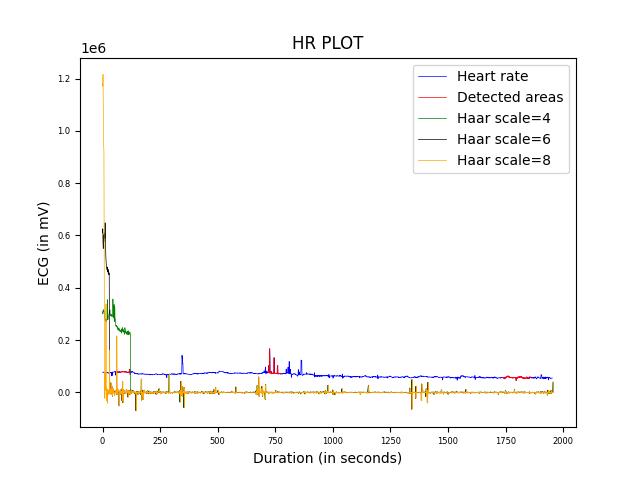 HR PLOT
1e6
ECG (in mV)
1.2
1.0
0.8
0.6
0.4
0.2
0.0
Heart rate
Detected areas
Haar scale=4
Haar scale=6
Haar scale=8
0 250 500 750 1000 1250 1500 1750 2000
Duration (in seconds)